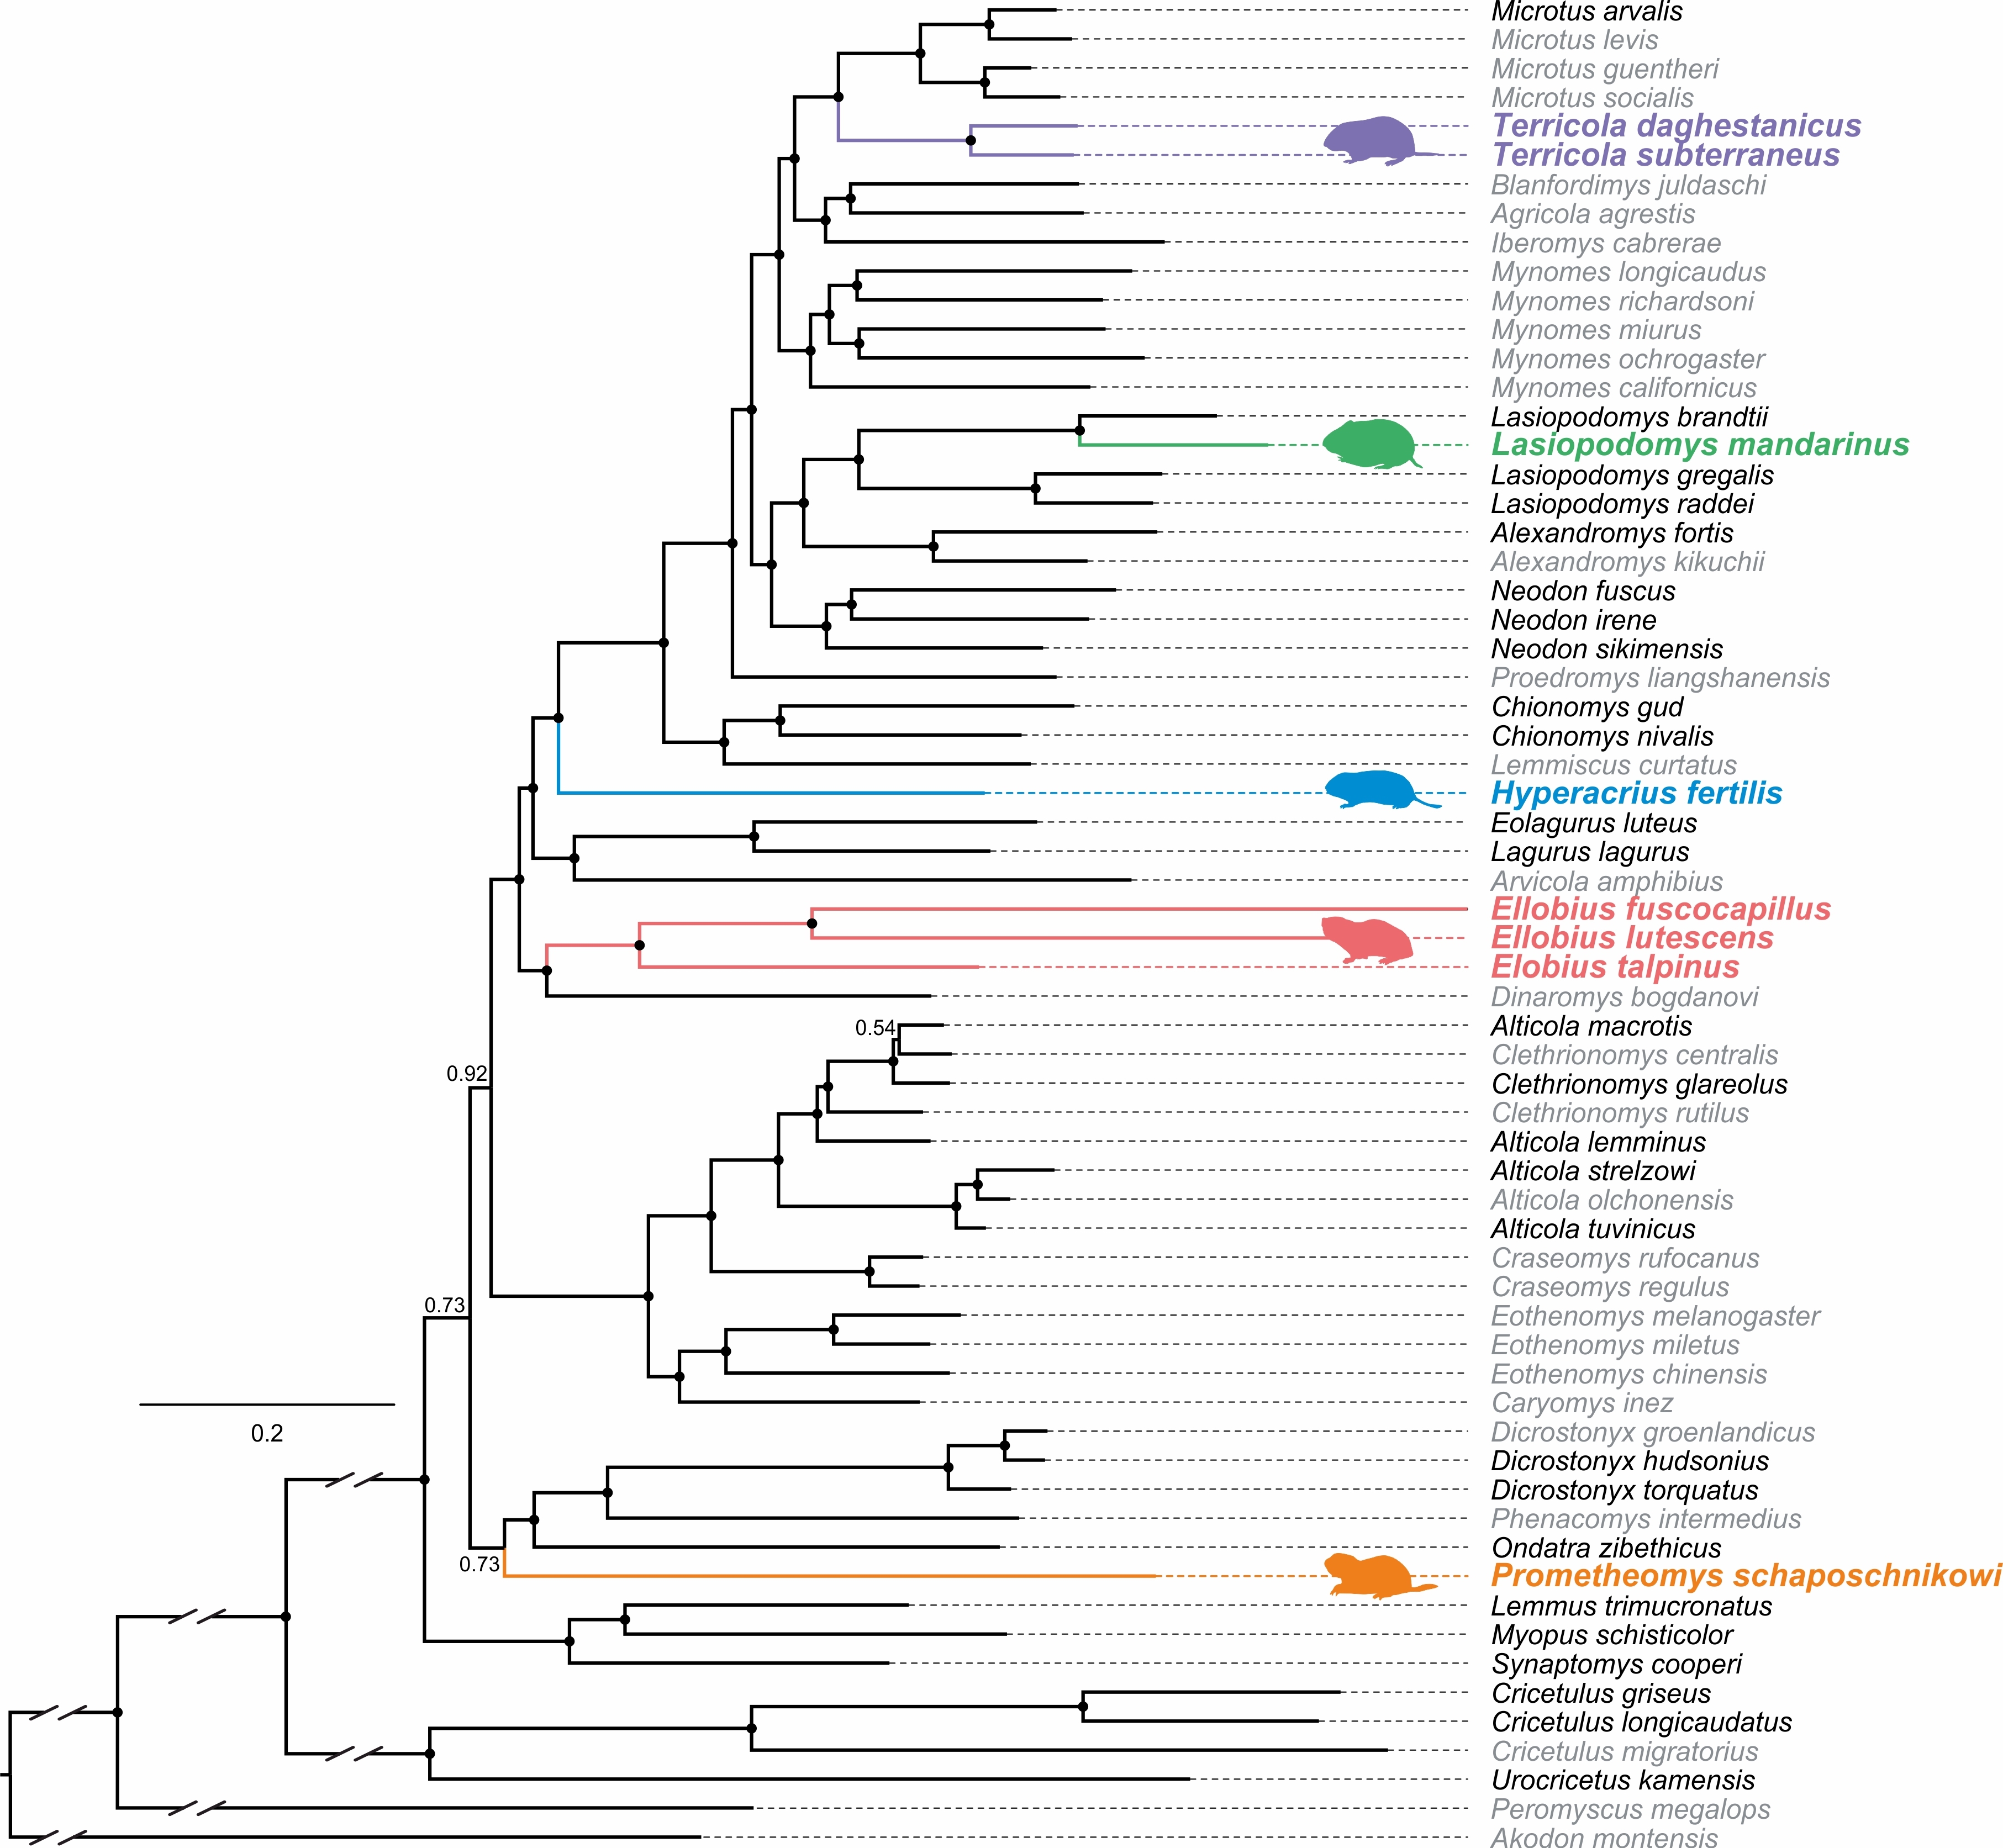 Microtus arvalis
Microtus levis
Microtus guentheri
Microtus socialis
Terricola daghestanicus
Terricola subterraneus
Blanfordimys juldaschi
Agricola agrestis
Iberomys cabrerae
Mynomes longicaudus
Mynomes richardsoni
Mynomes miurus
Mynomes ochrogaster
Mynomes californicus
Lasiopodomys brandtii
Lasiopodomys mandarinus
Lasiopodomys gregalis
Lasiopodomys raddei
Alexandromys fortis
Alexandromys kikuchii
Neodon fuscus
Neodon irene
Neodon sikimensis
Proedromys liangshanensis
Chionomys gud
Chionomys nivalis
Lemmiscus curtatus
Hyperacrius fertilis
Eolagurus luteus
Lagurus lagurus
Arvicola amphibius
Ellobius fuscocapillus
Ellobius lutescens
Elobius talpinus
Dinaromys bogdanovi
0.54
Alticola macrotis
Clethrionomys centralis
0.92
Clethrionomys glareolus
Clethrionomys rutilus
Alticola lemminus
Alticola strelzowi
Alticola olchonensis
Alticola tuvinicus
Craseomys rufocanus
Craseomys regulus
0.73
Eothenomys melanogaster
Eothenomys miletus
Eothenomys chinensis
Caryomys inez
0.2
Dicrostonyx groenlandicus
Dicrostonyx hudsonius
Dicrostonyx torquatus
Phenacomys intermedius
Ondatra zibethicus
0.73
Prometheomys schaposchnikowi
Lemmus trimucronatus
Myopus schisticolor
Synaptomys cooperi
Cricetulus griseus
Cricetulus longicaudatus
Cricetulus migratorius
Urocricetus kamensis
Peromyscus megalops
Akodon montensis